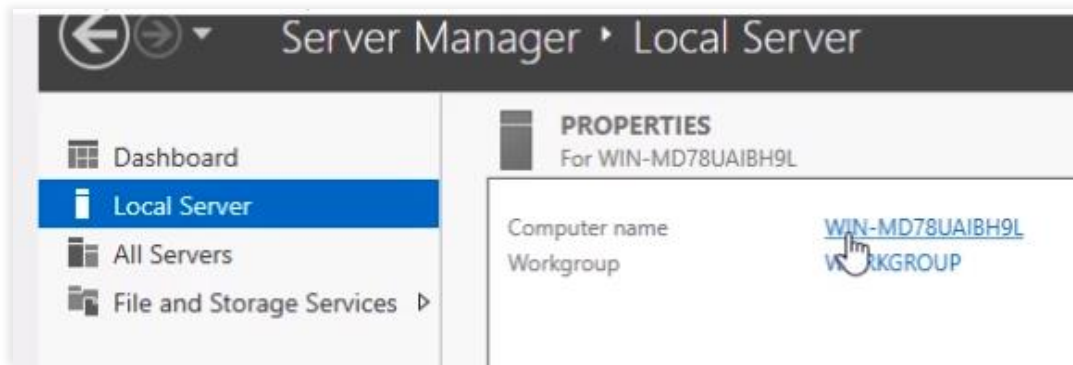 Server Manager ‣ Local Server
Dashboard
Local Server
All Servers
File and Storage Services
PROPERTIES
For WIN-MD78UAIBH9L
Computer name WIN-MD78UAIBH9L
Workgroup WORKGROUP